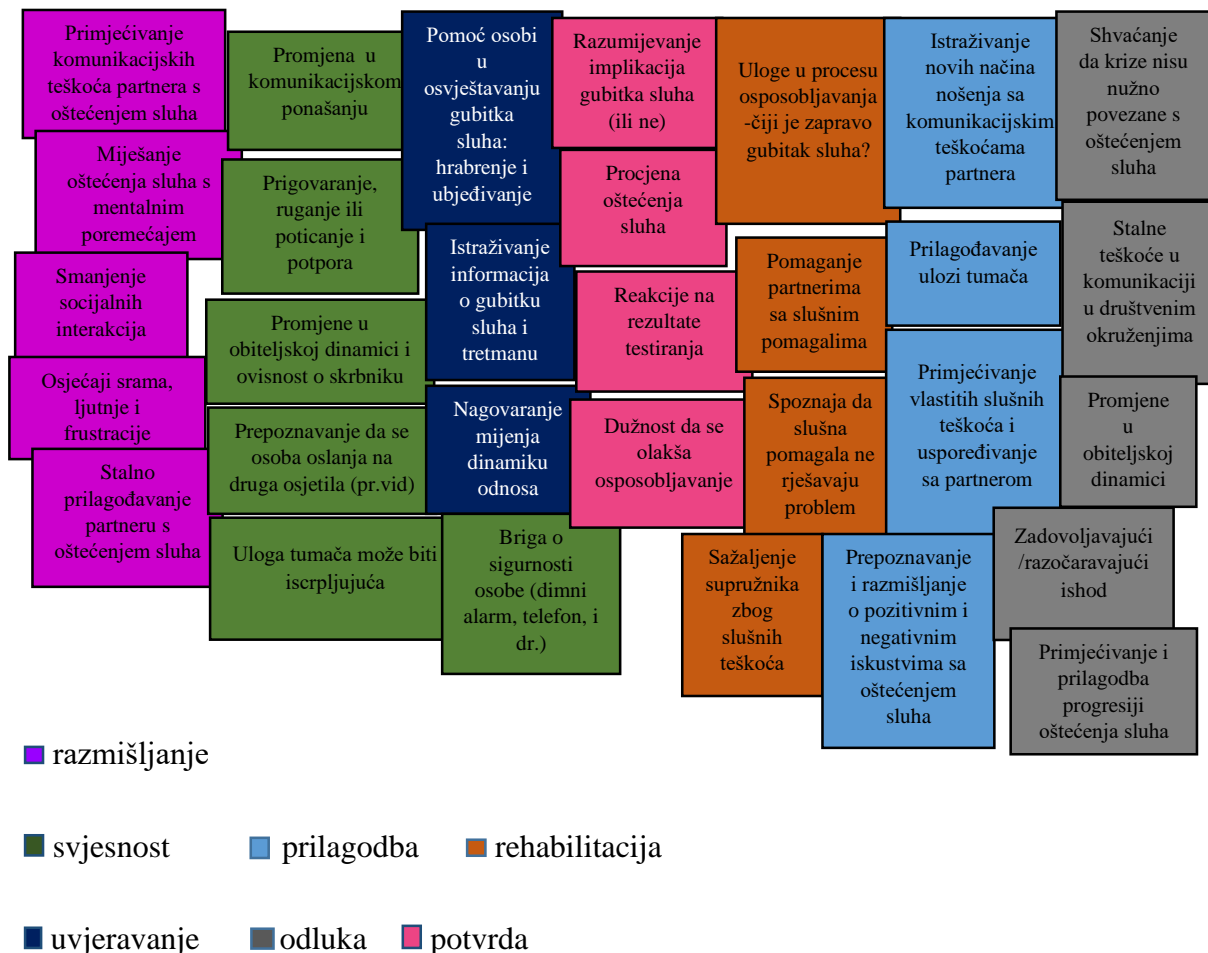 Primjećivanje
komunikacijskih
teškoća partnera s
oštećenjem sluha
Miješanje
oštećenja sluha s
mentalnim
poremećajem
Smanjenje
socijalnih
interakcija
Osjećaji srama,
ljutnje i
frustracije
Stalno
prilagođavanje
partneru s
oštećenjem sluha
Promjena u
komunikacijskom
ponašanju
Prigovaranje,
ruganje ili
poticanje i
potpora
Promjene u
obiteljskoj dinamici i
ovisnost o skrbniku
Prepoznavanje da se
osoba oslanja na
druga osjetila (pr.vid)
Uloga tumača može biti
iscrpljujuća
Pomoć osobi
u
osvještavanju
gubitka
sluha:
hrabrenje i
ubjeđivanje
Istraživanje
informacija
o gubitku
sluha i
tretmanu
Nagovaranje
mijenja
dinamiku
odnosa
Briga o
sigurnosti
osobe (dimni
alarm, telefon, i
dr.)
Razumijevanje
implikacija
gubitka sluha
(ili ne)
Procjena
oštećenja
sluha
Reakcije na
rezultate
testiranja
Dužnost da se
olakša
osposobljavanje
Uloge u procesu
osposobljavanja
-čiji je zapravo
gubitak sluha?
Pomaganje
partnerima
sa slušnim
pomagalima
Spoznaja da
slušna
pomagala ne
rješavaju
problem
Sažaljenje
supružnika
zbog
slušnih
teškoća
Istraživanje
novih načina
nošenja sa
komunikacijskim
teškoćama
partnera
Prilagođavanje
ulozi tumača
Primjećivanje
vlastitih slušnih
teškoća i
uspoređivanje
sa partnerom
Prepoznavanje
i razmišljanje
o pozitivnim i
negativnim
iskustvima sa
oštećenjem
sluha
Shvaćanje
da krize nisu
nužno
povezane s
oštećenjem
sluha
Stalne
teškoće u
komunikaciji
u društvenim
okruženjima
Promjene
u
obiteljskoj
dinamici
Zadovoljavajući
/razočaravajući
ishod
Primjećivanje i
prilagodba
progresiji
oštećenja sluha
razmišljanje
svjesnost
prilagodba
rehabilitacija
uvjeravanje
odluka
potvrda